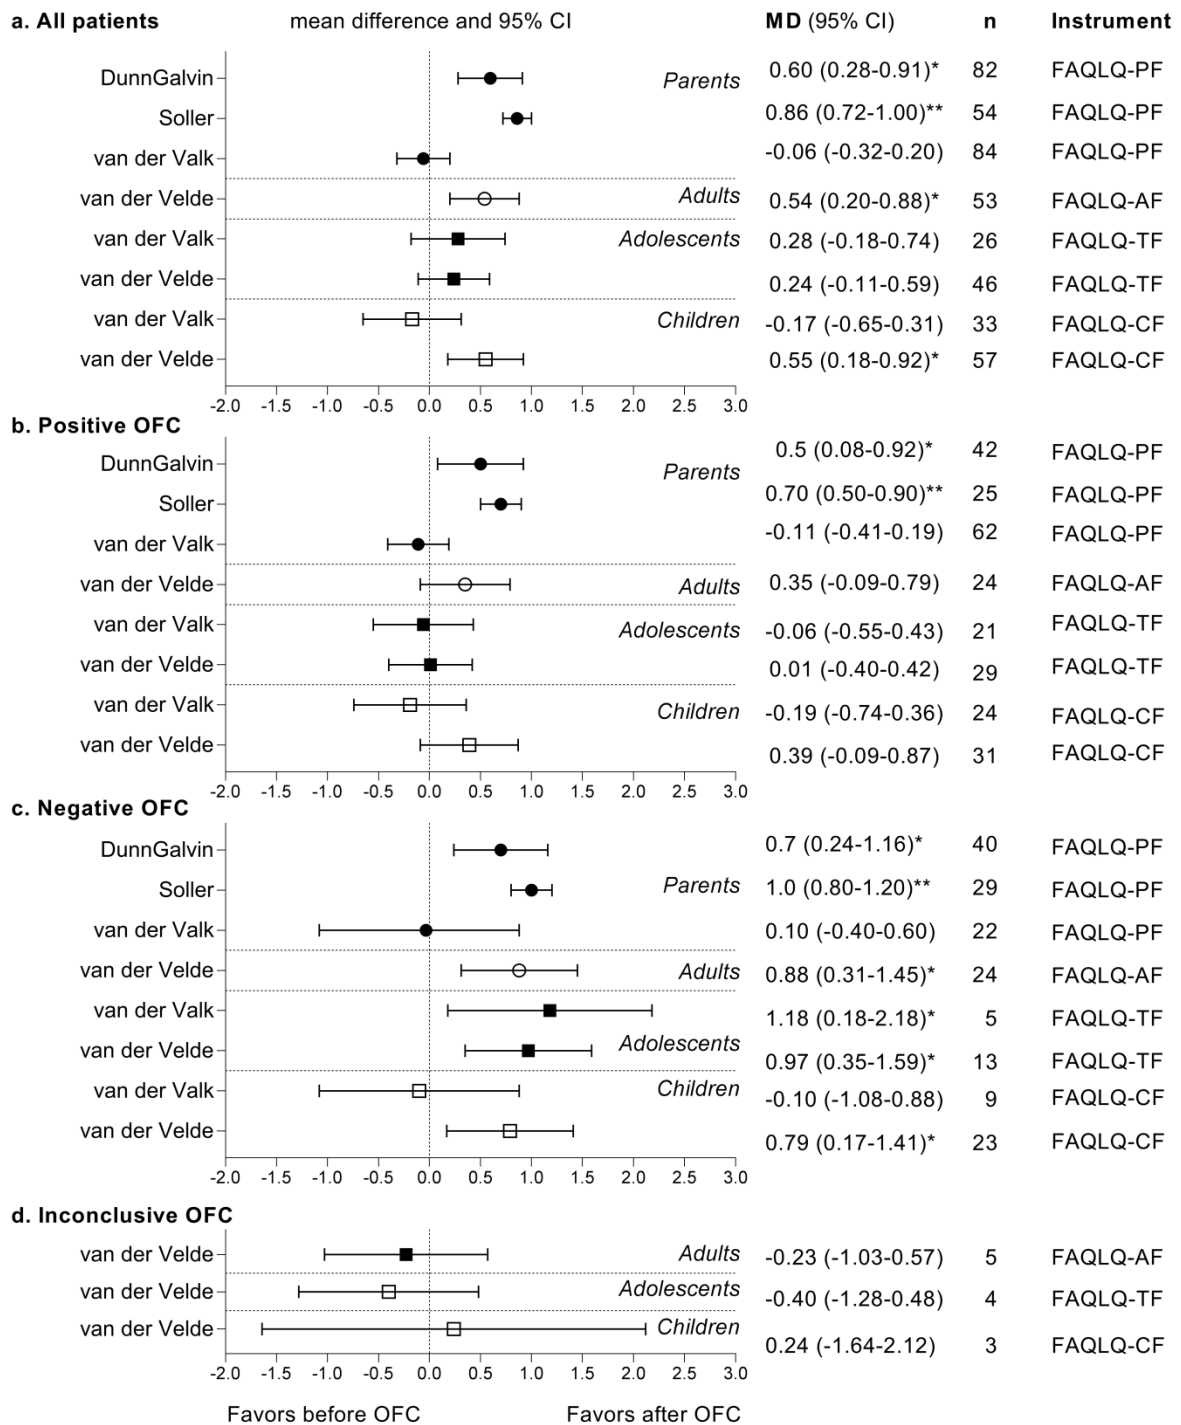 a. All patients mean difference and 95% CI MD (95% CI) n Instrument
DunnGalvin Parents 0.60 (0.28-0.91)* 82 FAQLQ-PF
Soller 0.86 (0.72-1.00)** 54 FAQLQ-PF
van der Valk -0.06 (-0.32-0.20) 84 FAQLQ-PF
van der Velde Adults 0.54 (0.20-0.88)* 53 FAQLQ-AF
van der Valk Adolescents 0.28 (-0.18-0.74) 26 FAQLQ-TF
van der Velde 0.24 (-0.11-0.59) 46 FAQLQ-TF
van der Valk Children -0.17 (-0.65-0.31) 33 FAQLQ-CF
van der Velde 0.55 (0.18-0.92)* 57 FAQLQ-CF
-2.0 -1.5 -1.0 -0.5 0.0 0.5 1.0 1.5 2.0 2.5 3.0
b. Positive OFC
DunnGalvin Parents 0.5 (0.08-0.92)* 42 FAQLQ-PF
Soller 0.70 (0.50-0.90)** 25 FAQLQ-PF
van der Valk -0.11 (-0.41-0.19) 62 FAQLQ-PF
van der Velde Adults 0.35 (-0.09-0.79) 24 FAQLQ-AF
van der Valk Adolescents -0.06 (-0.55-0.43) 21 FAQLQ-TF
van der Velde 0.01 (-0.40-0.42) 29 FAQLQ-TF
van der Valk Children -0.19 (-0.74-0.36) 24 FAQLQ-CF
van der Velde 0.39 (-0.09-0.87) 31 FAQLQ-CF
-2.0 -1.5 -1.0 -0.5 0.0 0.5 1.0 1.5 2.0 2.5 3.0
c. Negative OFC
DunnGalvin 0.7 (0.24-1.16)* 40 FAQLQ-PF
Soller Parents 1.0 (0.80-1.20)** 29 FAQLQ-PF
van der Valk 0.10 (-0.40-0.60) 22 FAQLQ-PF
van der Velde Adults 0.88 (0.31-1.45)* 24 FAQLQ-AF
van der Valk 1.18 (0.18-2.18)* 5 FAQLQ-TF
van der Velde Adolescents 0.97 (0.35-1.59)* 13 FAQLQ-TF
van der Valk Children -0.10 (-1.08-0.88) 9 FAQLQ-CF
van der Velde 0.79 (0.17-1.41)* 23 FAQLQ-CF
-2.0 -1.5 -1.0 -0.5 0.0 0.5 1.0 1.5 2.0 2.5 3.0
d. Inconclusive OFC
van der Velde Adults -0.23 (-1.03-0.57) 5 FAQLQ-AF
van der Velde Adolescents -0.40 (-1.28-0.48) 4 FAQLQ-TF
van der Velde Children 0.24 (-1.64-2.12) 3 FAQLQ-CF
-2.0 -1.5 -1.0 -0.5 0.0 0.5 1.0 1.5 2.0 2.5 3.0
Favors before OFC Favors after OFC